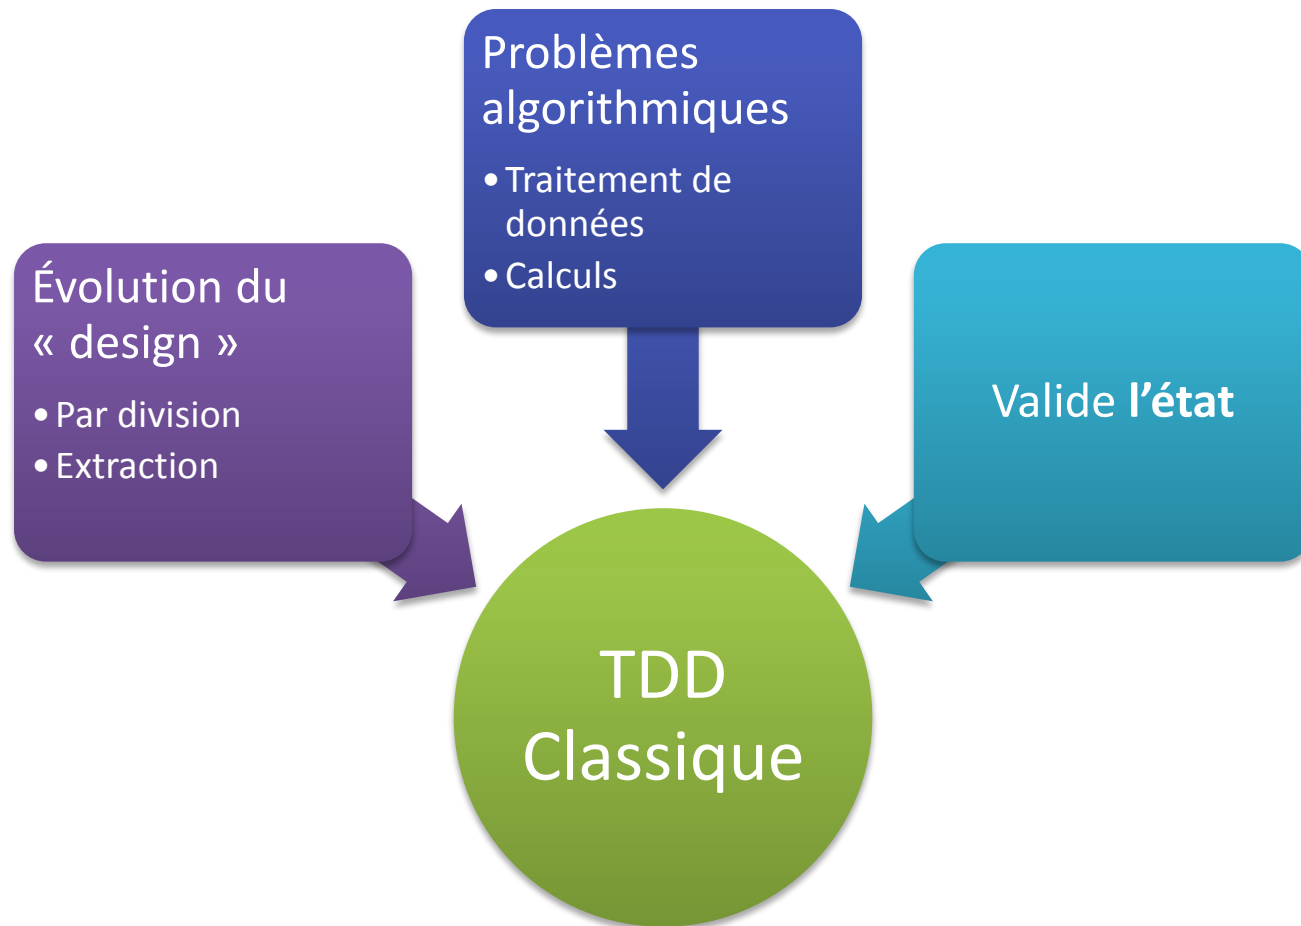 Problèmes
algorithmiques
• Traitement de
données
• Calculs
Évolution du
« design »
• Par division
• Extraction
Valide l’état
TDD
Classique